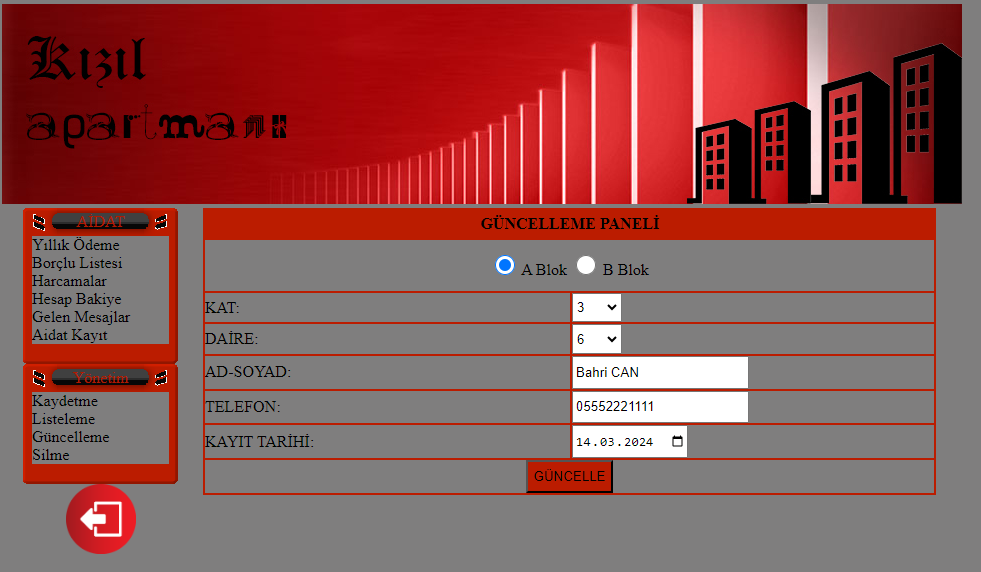 Kızıl
apartmanı
AİDAT
Yıllık Ödeme
Borçlu Listesi
Harcamalar
Hesap Bakiye
Gelen Mesajlar
Aidat Kayıt
Yönetim
Kaydetme
Listeleme
Güncelleme
Silme
GÜNCELLEME PANELİ
A Blok B Blok
KAT: 3
DAİRE: 6
AD-SOYAD: Bahri CAN
TELEFON: 05552221111
KAYIT TARİHİ: 14.03.2024
GÜNCELLE